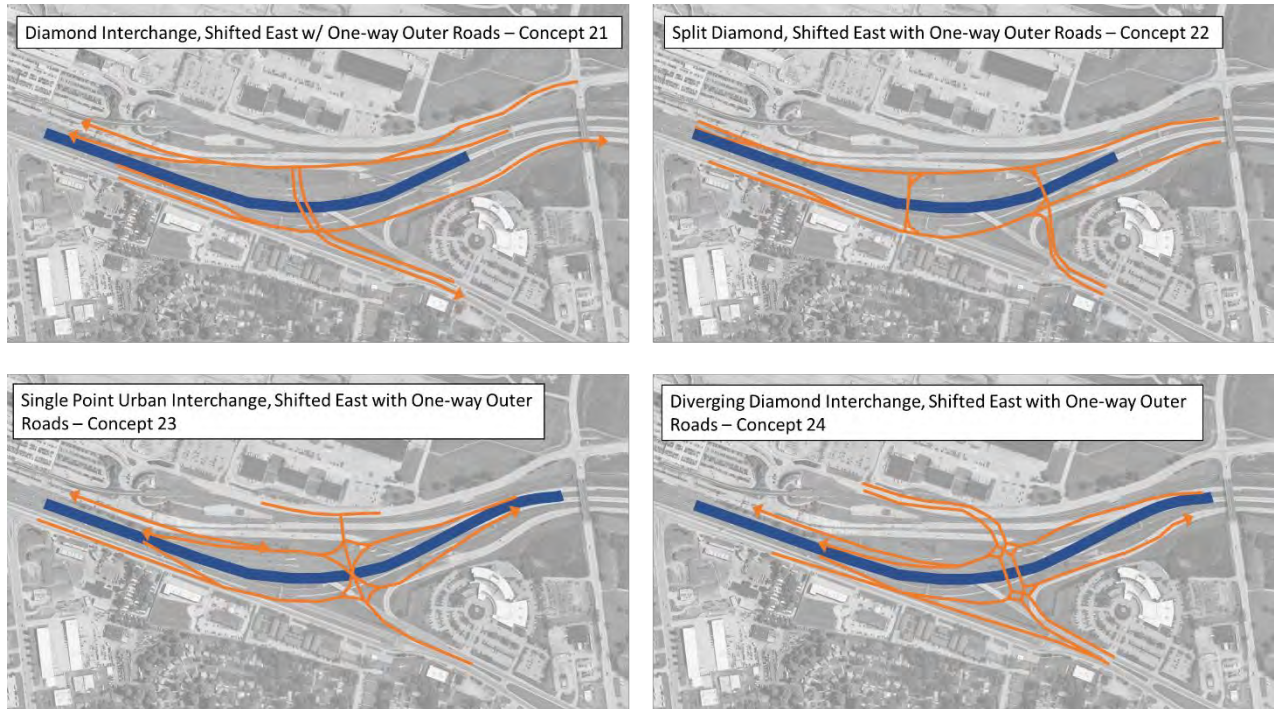 Diamond Interchange, Shifted East w/ One-way Outer Roads – Concept 21
Split Diamond, Shifted East with One-way Outer Roads – Concept 22
Single Point Urban Interchange, Shifted East with One-way Outer
Roads – Concept 23
Diverging Diamond Interchange, Shifted East with One-way Outer
Roads – Concept 24